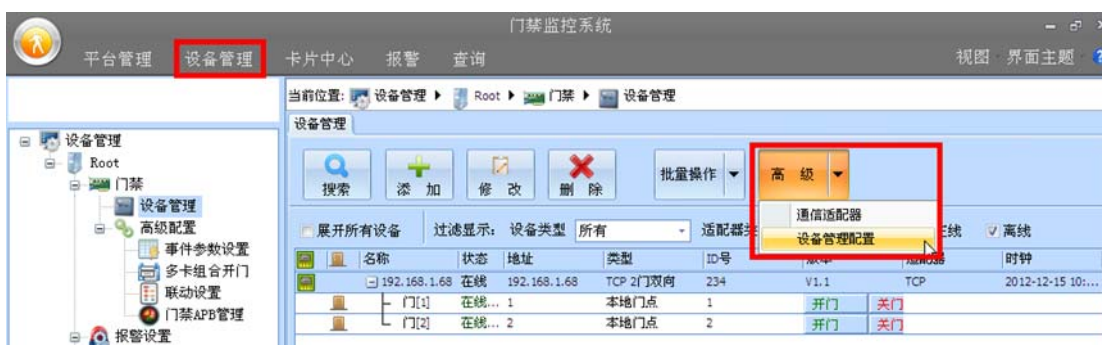 门禁监控系统
平台管理 设备管理 卡片中心 报警 查询 视图 界面主题
当前位置: 设备管理 Root 门禁 设备管理
设备管理
设备管理
Root
门禁
设备管理
高级配置
事件参数设置
多卡组合开门
联动设置
门禁APB管理
报警设置
搜索 添 加 修 改 删 除 批量操作 高 级
通信适配器
设备管理配置
展开所有设备 过滤显示: 设备类型 所有 适配器 离线
名称 状态 地址 类型 ID号 时钟
192.168.1.68 在线 192.168.1.68 TCP 2门双向 234 V1.1 TCP 2012-12-15 10:...
门[1] 在线... 1 本地门点 1 开门 关门
门[2] 在线... 2 本地门点 2 开门 关门